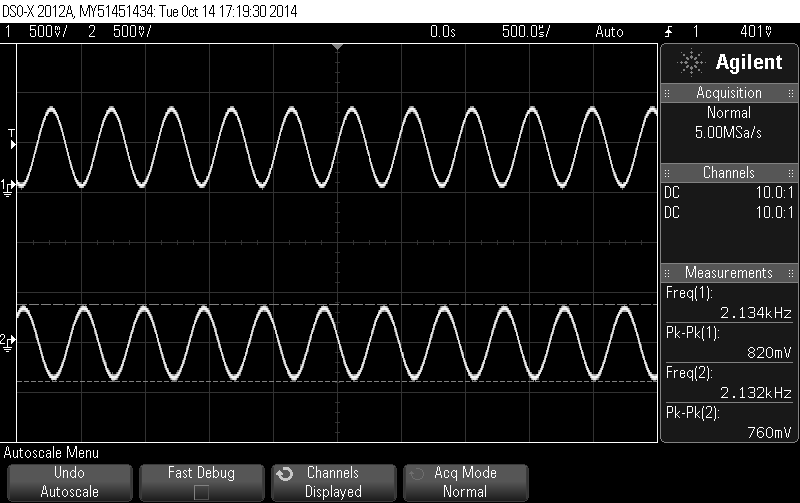 DSO-X 2012A, MY51451434: Tue Oct 14 17:19:30 2014
1 500mV/ 2 500mV/ 0.0s 500.0µs/ Auto 1 401mV
Agilent
Acquisition
Normal
5.00MSa/s
Channels
DC 10.0:1
DC 10.0:1
Measurements
Freq(1):
2.134kHz
Pk-Pk(1):
820mV
Freq(2):
2.132kHz
Pk-Pk(2):
760mV
T
1
2
Autoscale Menu
Undo
Autoscale
Fast Debug
Channels
Displayed
Acq Mode
Normal